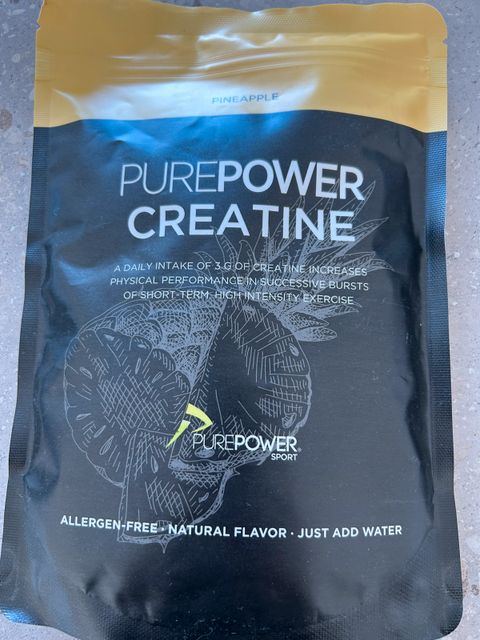 PINEAPPLE
PUREPOWER
CREATINE
A DAILY INTAKE OF 3 G OF CREATINE INCREASES
PHYSICAL PERFORMANCE IN SUCCESSIVE BURSTS
OF SHORT-TERM, HIGH INTENSITY EXERCISE
PUREPOWER®
SPORT
ALLERGEN-FREE · NATURAL FLAVOR · JUST ADD WATER